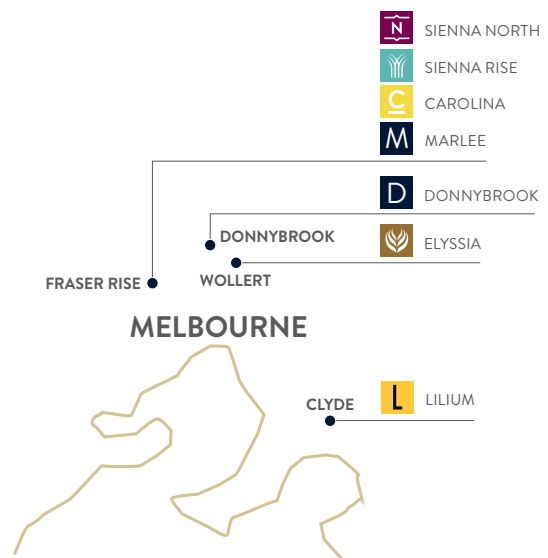 N SIENNA NORTH
SIENNA RISE
C CAROLINA
M MARLEE
D DONNYBROOK
DONNYBROOK
ELYSSIA
WOLLERT
FRASER RISE
MELBOURNE
CLYDE
L LILIUM